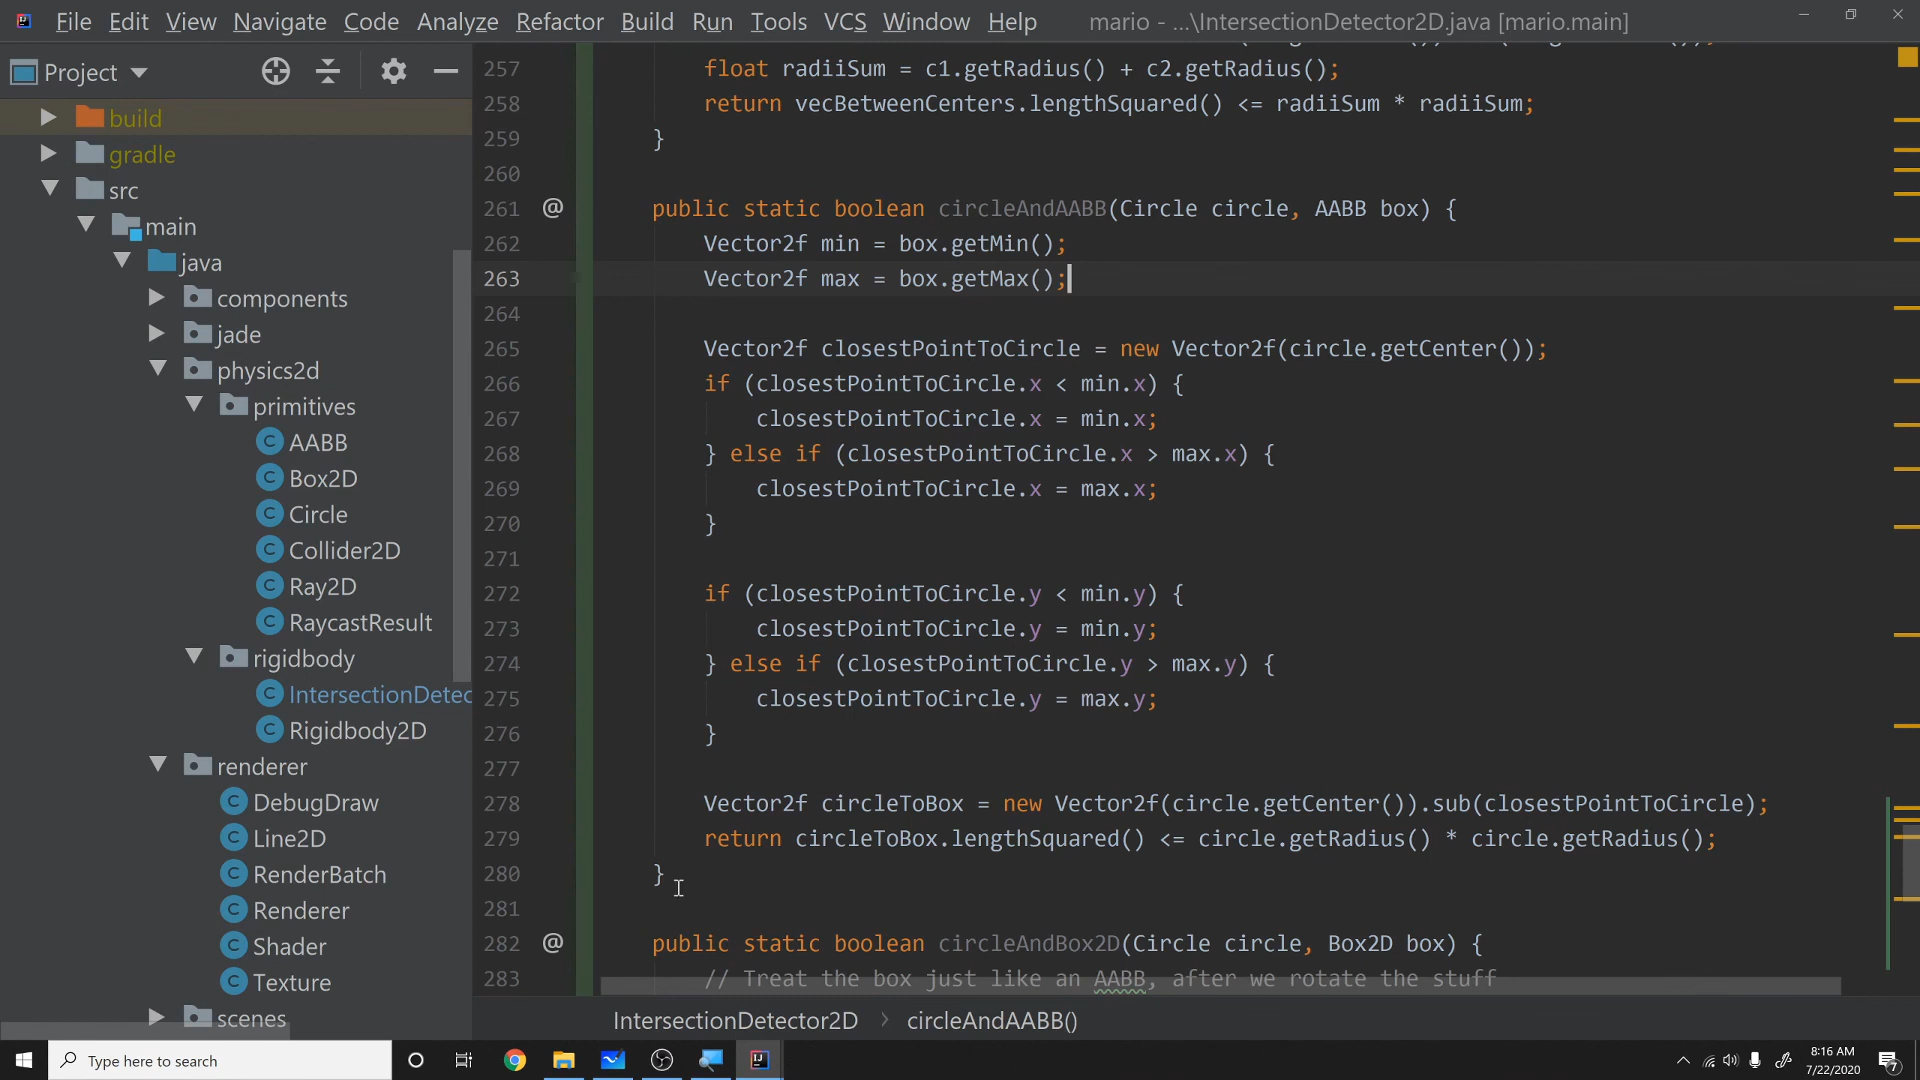 File Edit View Navigate Code Analyze Refactor Build Run Tools VCS Window Help mario - ...\IntersectionDetector2D.java [mario.main]
Project
build
gradle
src
main
java
components
jade
physics2d
primitives
AABB
Box2D
Circle
Collider2D
Ray2D
RaycastResult
rigidbody
IntersectionDetec
Rigidbody2D
renderer
DebugDraw
Line2D
RenderBatch
Renderer
Shader
Texture
scenes
257 float radiiSum = c1.getRadius() + c2.getRadius();
258 return vecBetweenCenters.lengthSquared() <= radiiSum * radiiSum;
259 }
260
261 @ public static boolean circleAndAABB(Circle circle, AABB box) {
262 Vector2f min = box.getMin();
263 Vector2f max = box.getMax();
264
265 Vector2f closestPointToCircle = new Vector2f(circle.getCenter());
266 if (closestPointToCircle.x < min.x) {
267 closestPointToCircle.x = min.x;
268 } else if (closestPointToCircle.x > max.x) {
269 closestPointToCircle.x = max.x;
270 }
271
272 if (closestPointToCircle.y < min.y) {
273 closestPointToCircle.y = min.y;
274 } else if (closestPointToCircle.y > max.y) {
275 closestPointToCircle.y = max.y;
276 }
277
278 Vector2f circleToBox = new Vector2f(circle.getCenter()).sub(closestPointToCircle);
279 return circleToBox.lengthSquared() <= circle.getRadius() * circle.getRadius();
280 }
281
282 @ public static boolean circleAndBox2D(Circle circle, Box2D box) {
283 // Treat the box just like an AABB, after we rotate the stuff
IntersectionDetector2D > circleAndAABB()
Type here to search
8:16 AM
7/22/2020
7